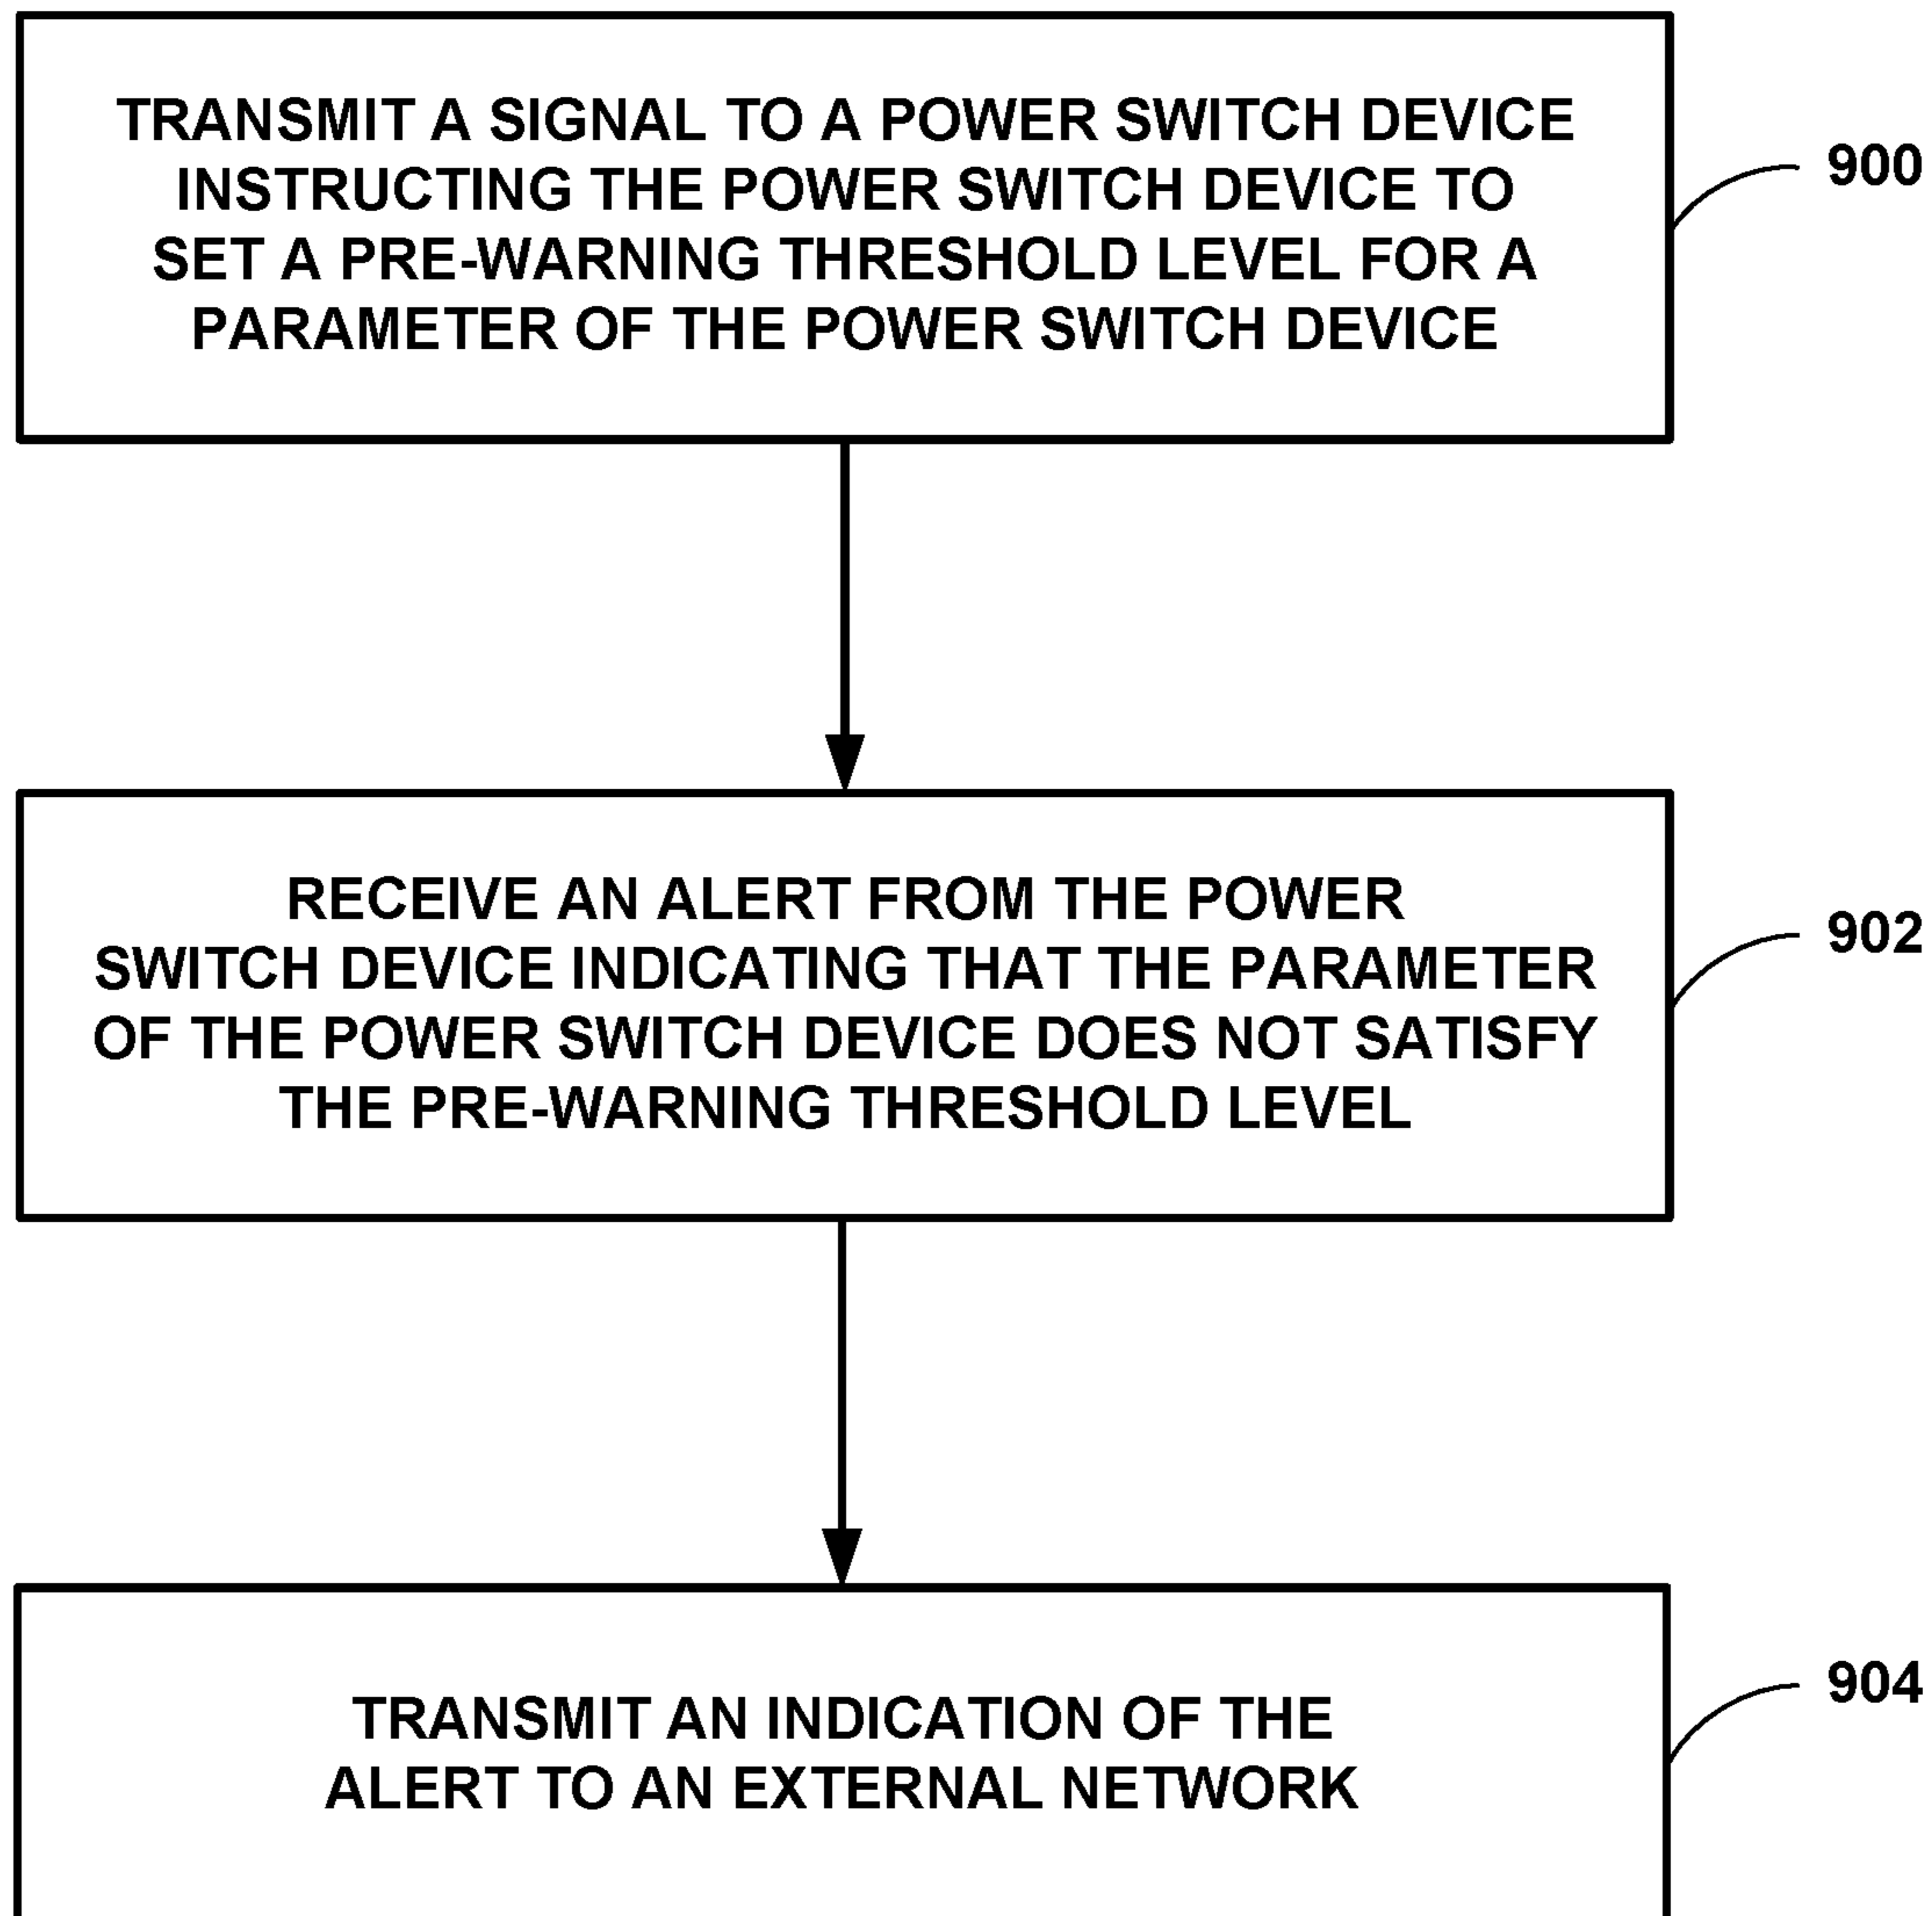 TRANSMIT A SIGNAL TO A POWER SWITCH DEVICE
INSTRUCTING THE POWER SWITCH DEVICE TO
SET A PRE-WARNING THRESHOLD LEVEL FOR A
PARAMETER OF THE POWER SWITCH DEVICE
900
RECEIVE AN ALERT FROM THE POWER
SWITCH DEVICE INDICATING THAT THE PARAMETER
OF THE POWER SWITCH DEVICE DOES NOT SATISFY
THE PRE-WARNING THRESHOLD LEVEL
902
TRANSMIT AN INDICATION OF THE
ALERT TO AN EXTERNAL NETWORK
904